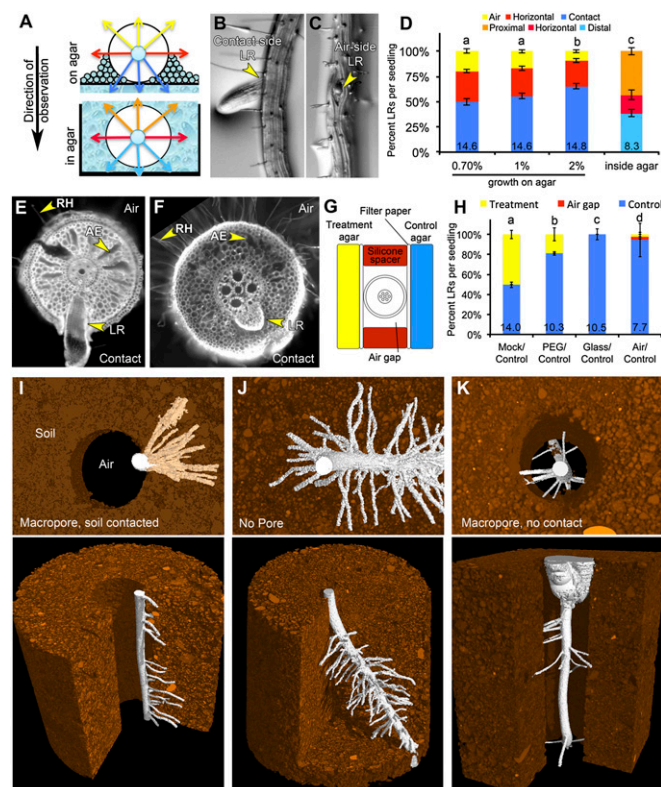 A
Direction of
observation
on agar
in agar
B
Contact-side
LR
C
Air-side
LR
D
Air
Horizontal
Contact
Proximal
Horizontal
Distal
Percent LRs per seedling
100%
75%
50%
25%
0%
a
a
b
c
14.6
14.6
14.8
8.3
0.70%
1%
2%
inside agar
growth on agar
E
RH
Air
AE
LR
Contact
F
RH
Air
AE
LR
Contact
G
Filter paper
Treatment
agar
Control
agar
Silicone
spacer
Air gap
H
Treatment
Air gap
Control
Percent LRs per seedling
100%
75%
50%
25%
0%
a
b
c
d
14.0
10.3
10.5
7.7
Mock/
Control
PEG/
Control
Glass/
Control
Air/
Control
I
Soil
Air
Macropore, soil contacted
J
No Pore
K
Macropore, no contact